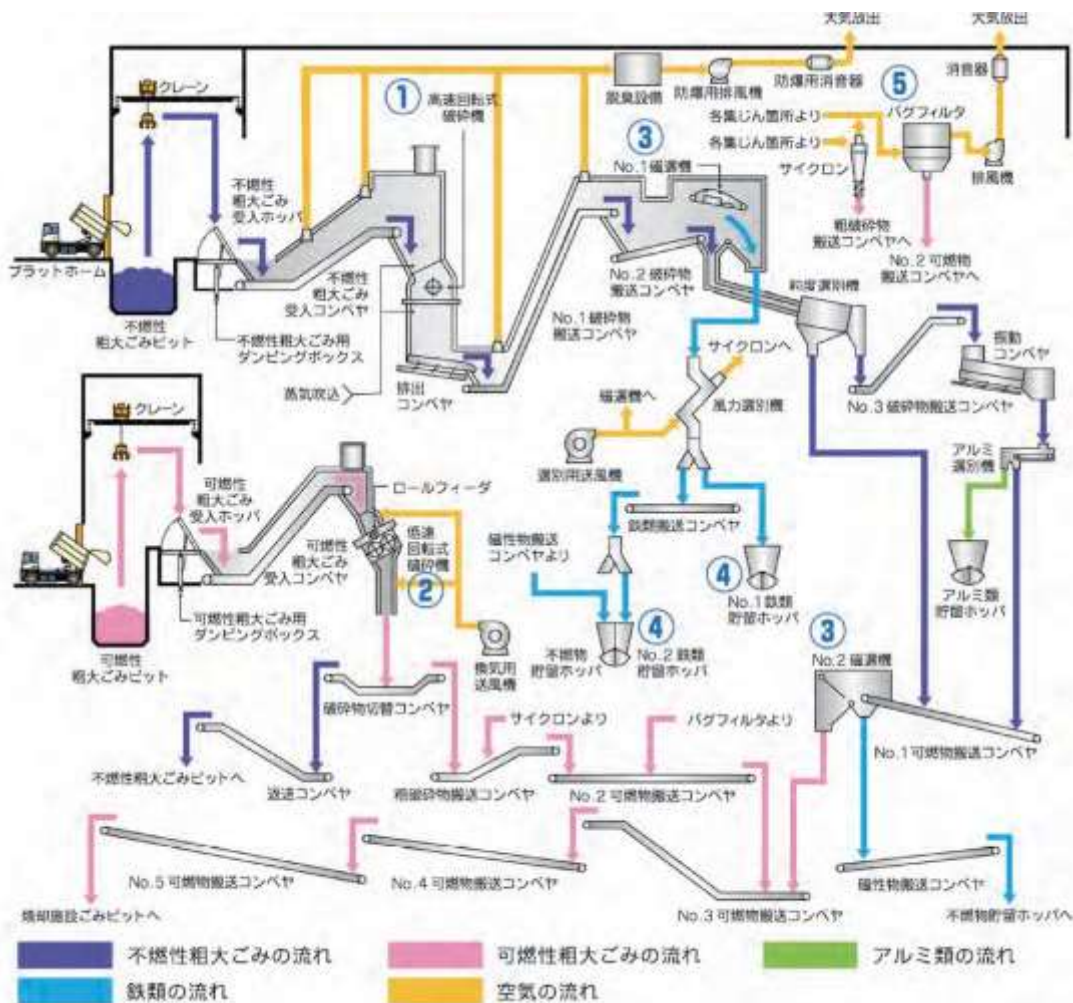 大気放出
大気放出
クレーン
①
高速回転式
破砕機
脱臭設備
防爆用排風機
防爆用消音器
消音器
⑤
バグフィルタ
各集じん箇所より
各集じん箇所より
サイクロン
排風機
粗破砕物
搬送コンベヤへ
No.2 可燃物
搬送コンベヤへ
③
No.1 磁選機
不燃性
粗大ごみ
受入ホッパ
プラットホーム
不燃性
粗大ごみピット
不燃性粗大ごみ用
ダンピングボックス
不燃性
粗大ごみ
受入コンベヤ
蒸気吹込
排出
コンベヤ
No.1 破砕物
搬送コンベヤ
No.2 破砕物
搬送コンベヤ
粒度選別機
振動
コンベヤ
No.3 破砕物搬送コンベヤ
サイクロンへ
風力選別機
磁選機へ
選別用送風機
アルミ
選別機
アルミ類
貯留ホッパ
鉄類搬送コンベヤ
磁性物搬送
コンベヤより
④
No.1 鉄類
貯留ホッパ
④
不燃物
貯留ホッパ
No.2 鉄類
貯留ホッパ
クレーン
可燃性
粗大ごみ
受入ホッパ
ロールフィーダ
可燃性
粗大ごみ
受入コンベヤ
低速
回転式
破砕機
②
可燃性粗大ごみ用
ダンピングボックス
可燃性
粗大ごみピット
換気用
送風機
③
No.2 磁選機
破砕物切替コンベヤ
サイクロンより
バグフィルタより
No.1 可燃物搬送コンベヤ
不燃性粗大ごみピットへ
返送コンベヤ
粗破砕物搬送コンベヤ
No.2 可燃物搬送コンベヤ
No.5 可燃物搬送コンベヤ
No.4 可燃物搬送コンベヤ
No.3 可燃物搬送コンベヤ
磁性物搬送コンベヤ
焼却施設ごみピットへ
不燃物貯留ホッパへ
不燃性粗大ごみの流れ
可燃性粗大ごみの流れ
アルミ類の流れ
鉄類の流れ
空気の流れ